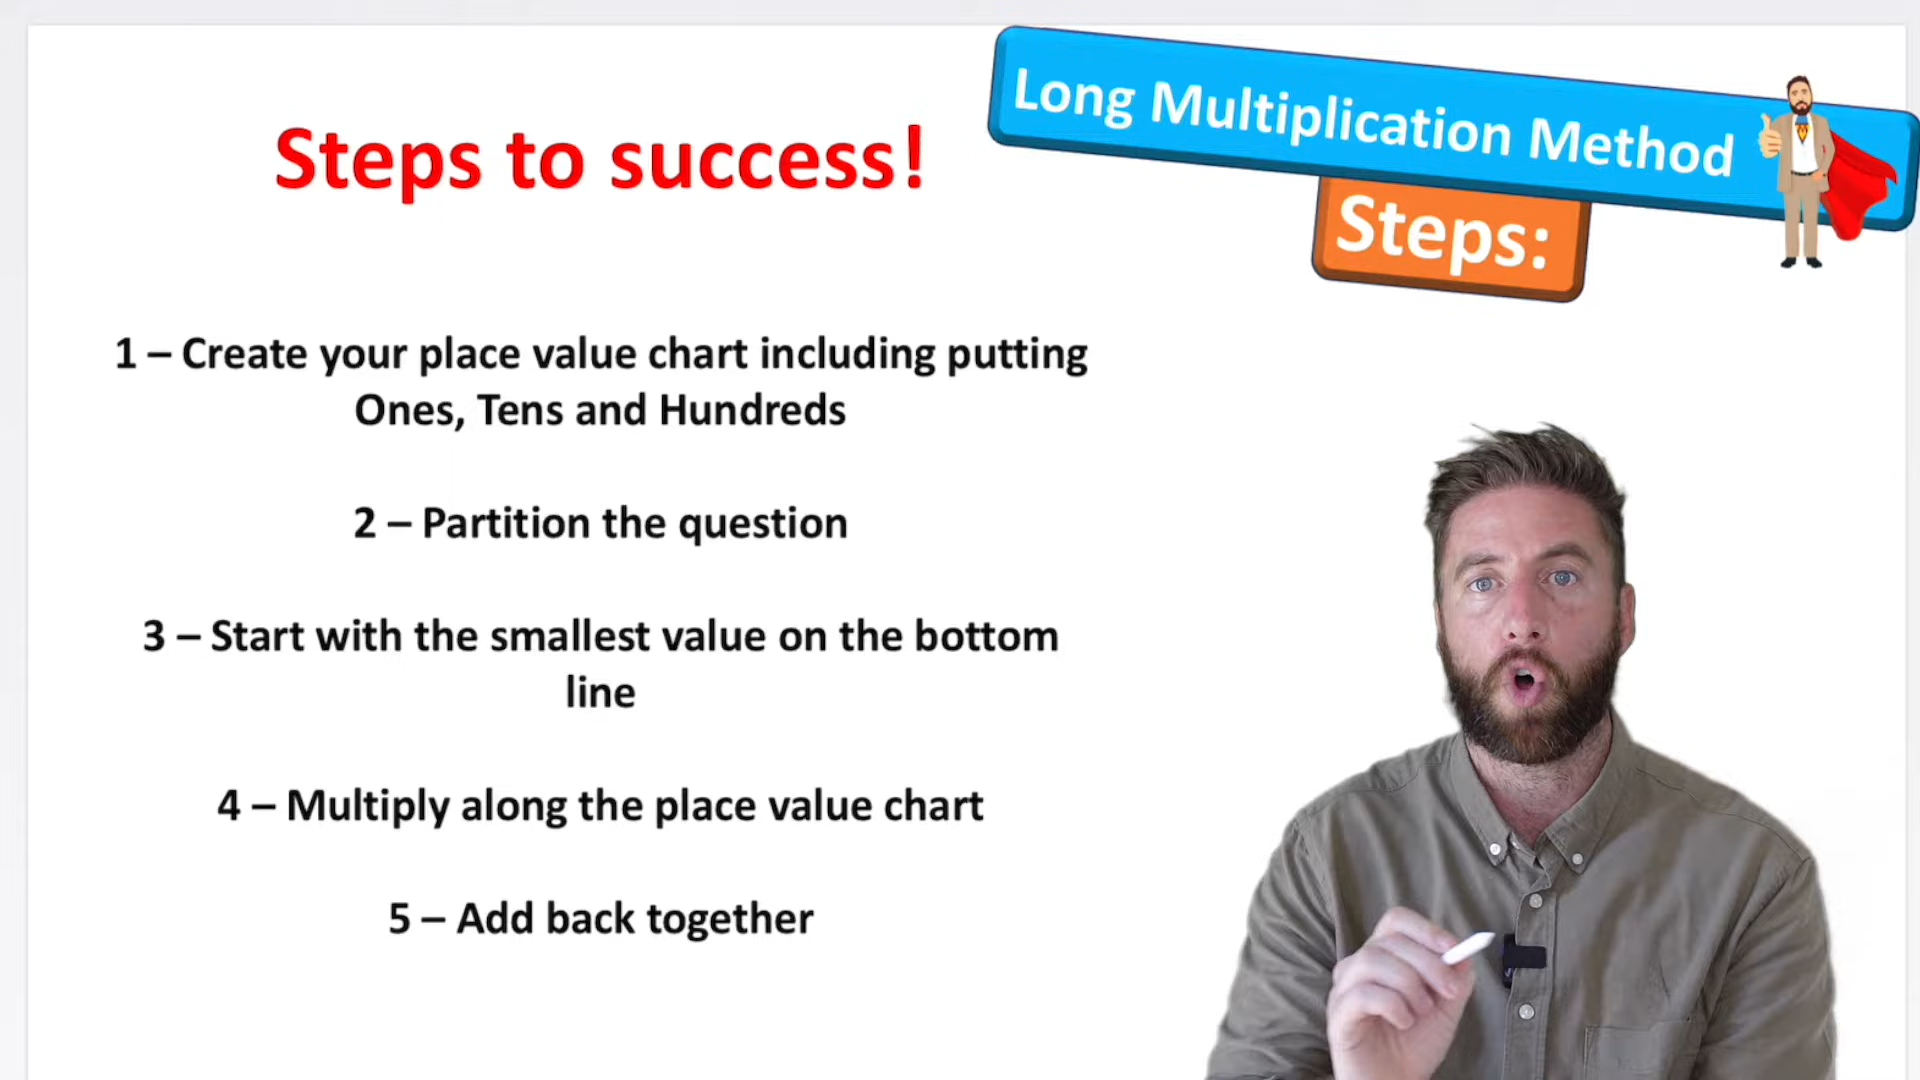 Long Multiplication Method
Steps:
Steps to success!
1 – Create your place value chart including putting
Ones, Tens and Hundreds
2 – Partition the question
3 – Start with the smallest value on the bottom
line
4 – Multiply along the place value chart
5 – Add back together